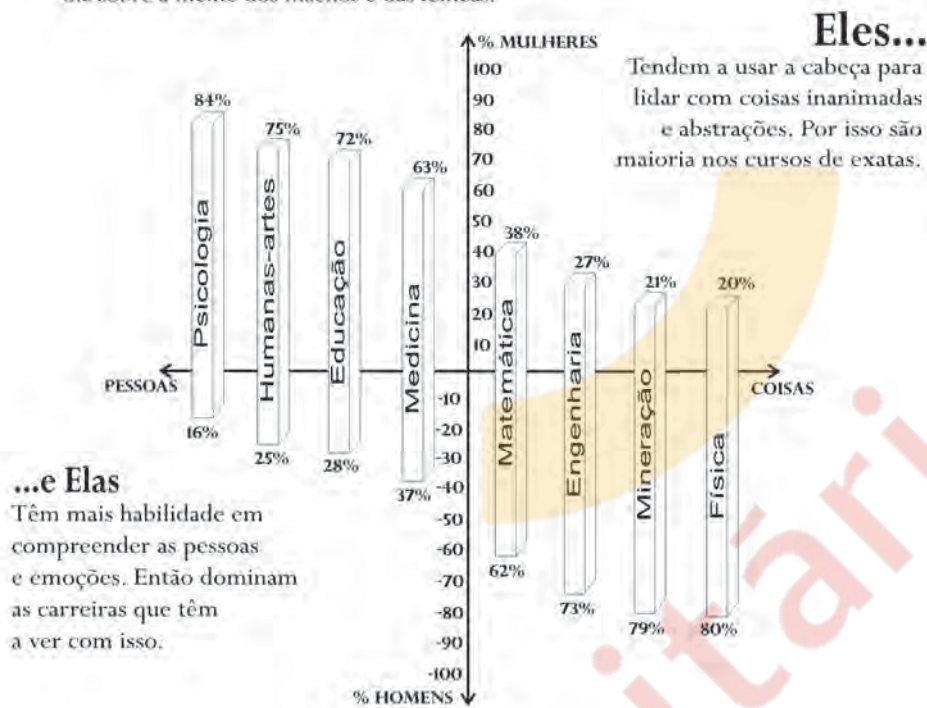 % MULHERES
Eles...
Tendem a usar a cabeça para
lidar com coisas inanimadas
e abstrações. Por isso são
maioria nos cursos de exatas.
100
90
80
70
60
50
40
30
20
10
84%
75%
72%
63%
38%
27%
21%
20%
Psicologia
Humanas-artes
Educação
Medicina
Matemática
Engenharia
Mineração
Física
PESSOAS
COISAS
16%
25%
28%
37%
62%
73%
79%
80%
-10
-20
-30
-40
-50
-60
-70
-80
-90
-100
% HOMENS
...e Elas
Têm mais habilidade em
compreender as pessoas
e emoções. Então dominam
as carreiras que têm
a ver com isso.